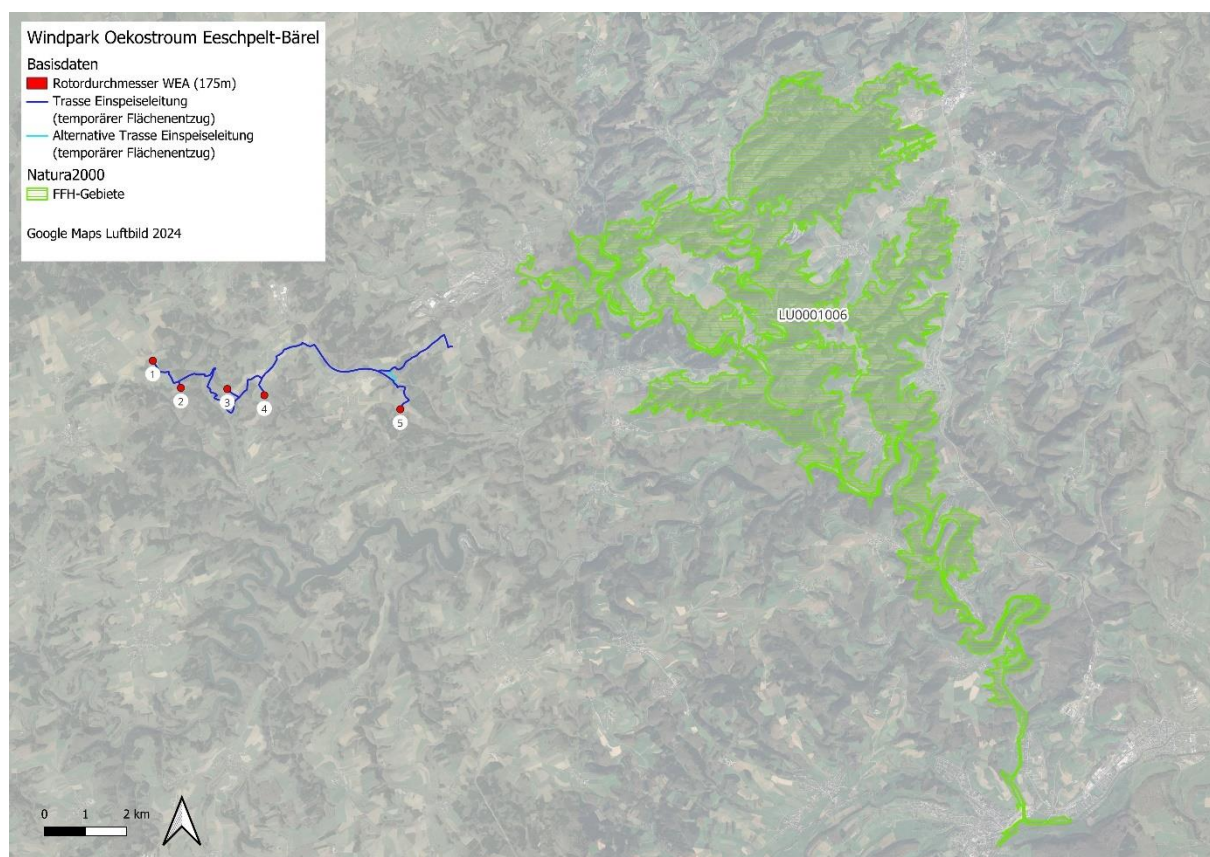 Windpark Oekostroum Eeschpelt-Bärel
Basisdaten
Rotordurchmesser WEA (175m)
Trasse Einspeiseleitung
(temporärer Flächenentzug)
Alternative Trasse Einspeiseleitung
(temporärer Flächenentzug)
Natura2000
FFH-Gebiete
Google Maps Luftbild 2024
LU0001006
1
2
3
4
5
0 1 2 km